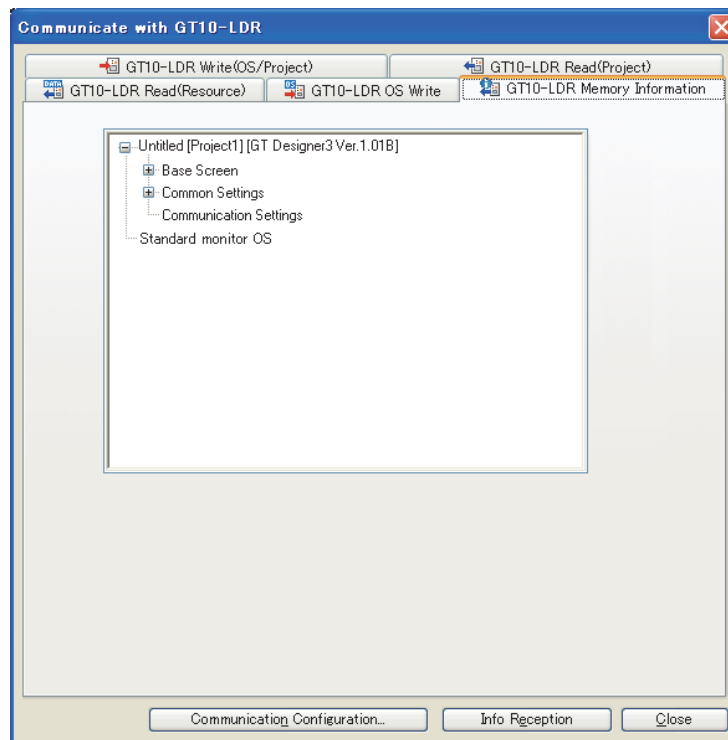 Communicate with GT10-LDR
GT10-LDR Write(OS/Project)
GT10-LDR Read(Project)
DATA
GT10-LDR Read(Resource)
OS
GT10-LDR OS Write
GT10-LDR Memory Information
Untitled [Project1] [GT Designer3 Ver.1.01B]
Base Screen
Common Settings
Communication Settings
Standard monitor OS
Communication Configuration...
Info Reception
Close